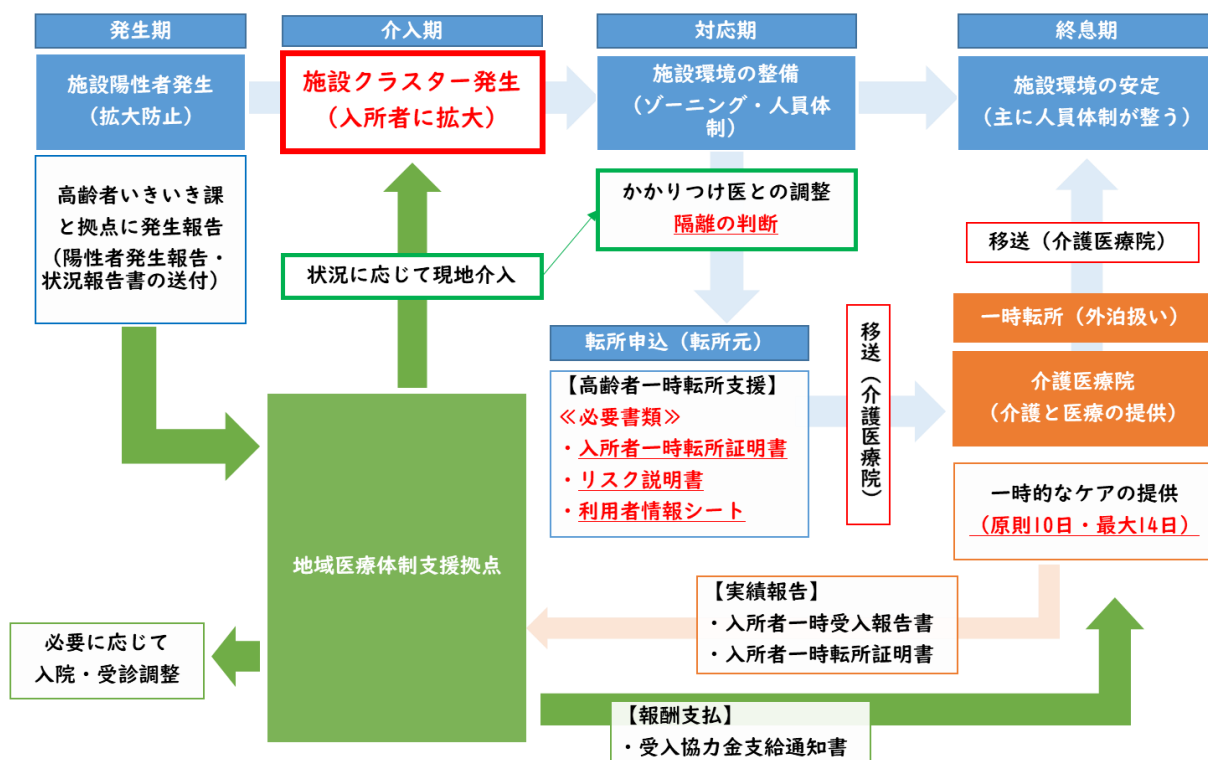 発生期
介入期
対応期
終息期
施設陽性者発生
（拡大防止）
施設クラスター発生
（入所者に拡大）
施設環境の整備
（ゾーニング・人員体
制）
施設環境の安定
（主に人員体制が整う）
高齢者いきいき課
と拠点に発生報告
（陽性者発生報告・
状況報告書の送付）
状況に応じて現地介入
かかりつけ医との調整
隔離の判断
移送（介護医療院）
転所申込（転所元）
【高齢者一時転所支援】
≪必要書類≫
・入所者一時転所証明書
・リスク説明書
・利用者情報シート
移送（介護医療院）
一時転所（外泊扱い）
介護医療院
（介護と医療の提供）
一時的なケアの提供
（原則10日・最大14日）
地域医療体制支援拠点
【実績報告】
・入所者一時受入報告書
・入所者一時転所証明書
必要に応じて
入院・受診調整
【報酬支払】
・受入協力金支給通知書